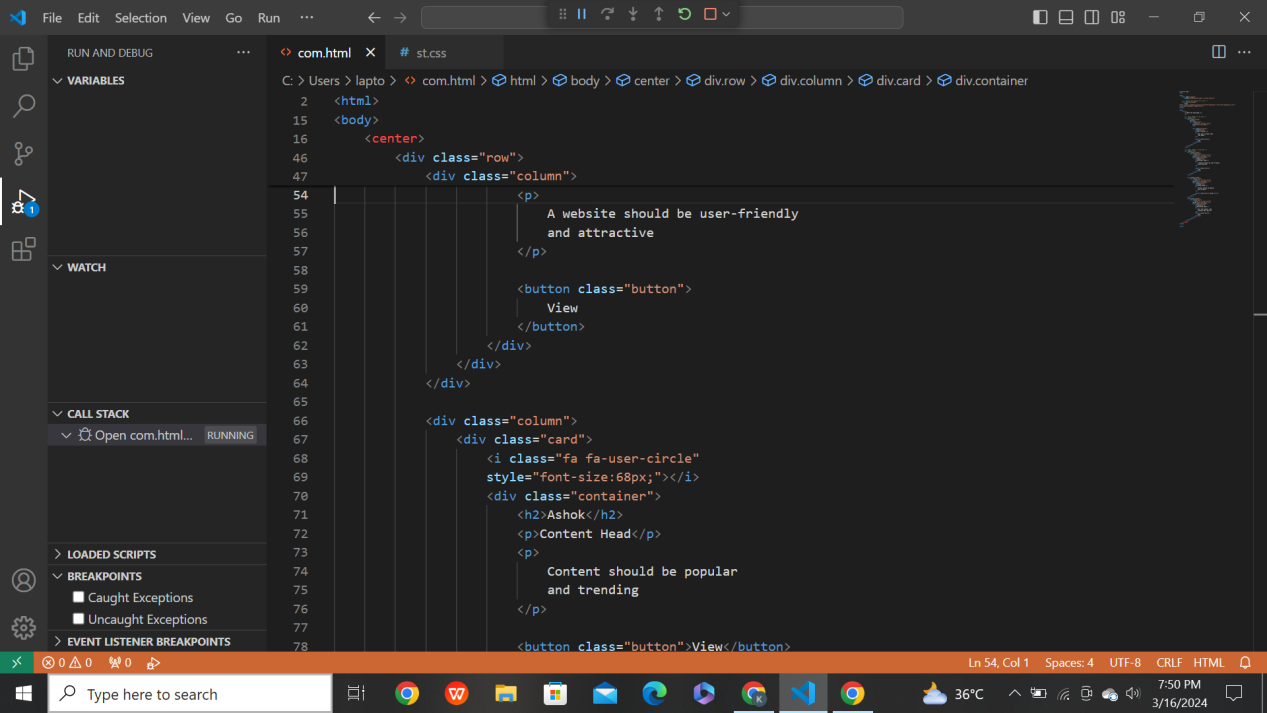 File Edit Selection View Go Run ···
RUN AND DEBUG ···
VARIABLES
WATCH
CALL STACK
Open com.html... RUNNING
LOADED SCRIPTS
BREAKPOINTS
Caught Exceptions
Uncaught Exceptions
EVENT LISTENER BREAKPOINTS
1
<> com.html # st.css ···
C: > Users > lapto > <> com.html > html > body > center > div.row > div.column > div.card > div.container
2 <html>
15 <body>
16 <center>
46 <div class="row">
47 <div class="column">
54 <p>
55 A website should be user-friendly
56 and attractive
57 </p>
58
59 <button class="button">
60 View
61 </button>
62 </div>
63 </div>
64 </div>
65
66 <div class="column">
67 <div class="card">
68 <i class="fa fa-user-circle"
69 style="font-size:68px;"></i>
70 <div class="container">
71 <h2>Ashok</h2>
72 <p>Content Head</p>
73 <p>
74 Content should be popular
75 and trending
76 </p>
77
78 <button class="button">View</button>
0 0 0 Ln 54, Col 1 Spaces: 4 UTF-8 CRLF HTML
Type here to search W K 36°C 7:50 PM
3/16/2024